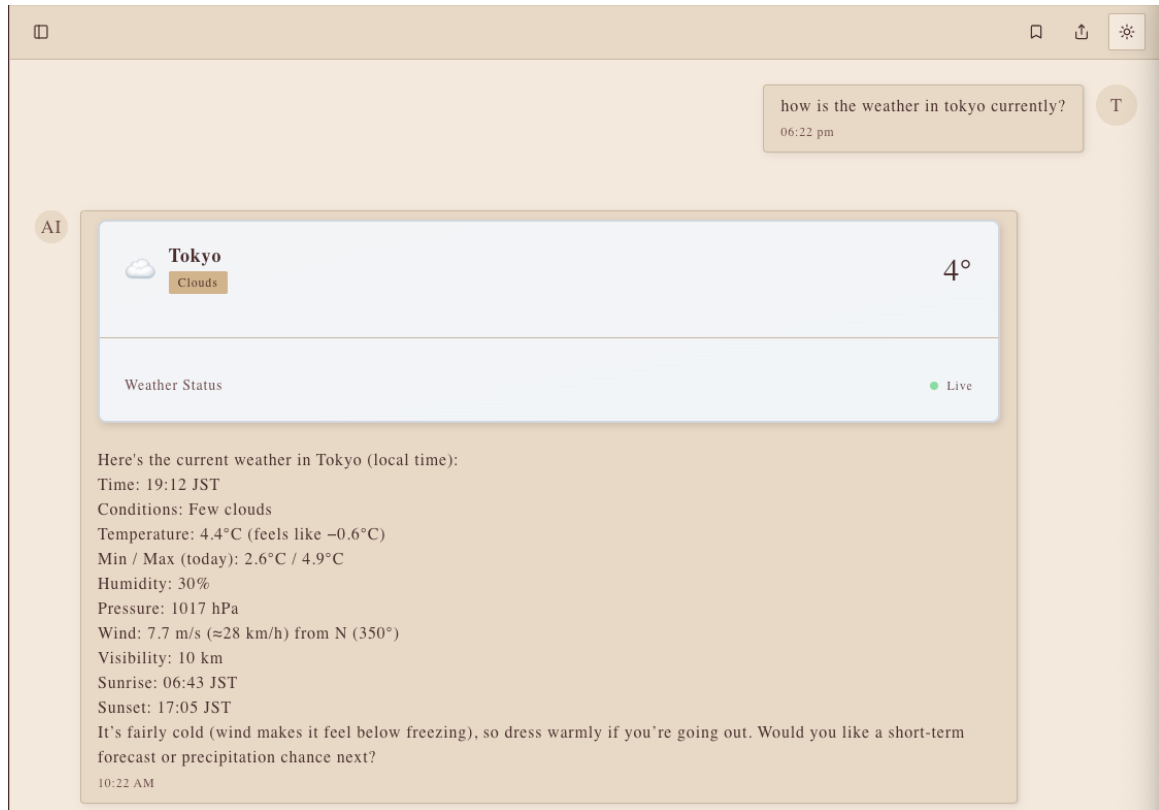 how is the weather in tokyo currently?
06:22 pm
T
AI
Tokyo
Clouds
4°
Weather Status
Live
Here's the current weather in Tokyo (local time):
Time: 19:12 JST
Conditions: Few clouds
Temperature: 4.4°C (feels like −0.6°C)
Min / Max (today): 2.6°C / 4.9°C
Humidity: 30%
Pressure: 1017 hPa
Wind: 7.7 m/s (≈28 km/h) from N (350°)
Visibility: 10 km
Sunrise: 06:43 JST
Sunset: 17:05 JST
It's fairly cold (wind makes it feel below freezing), so dress warmly if you’re going out. Would you like a short-term
forecast or precipitation chance next?
10:22 AM